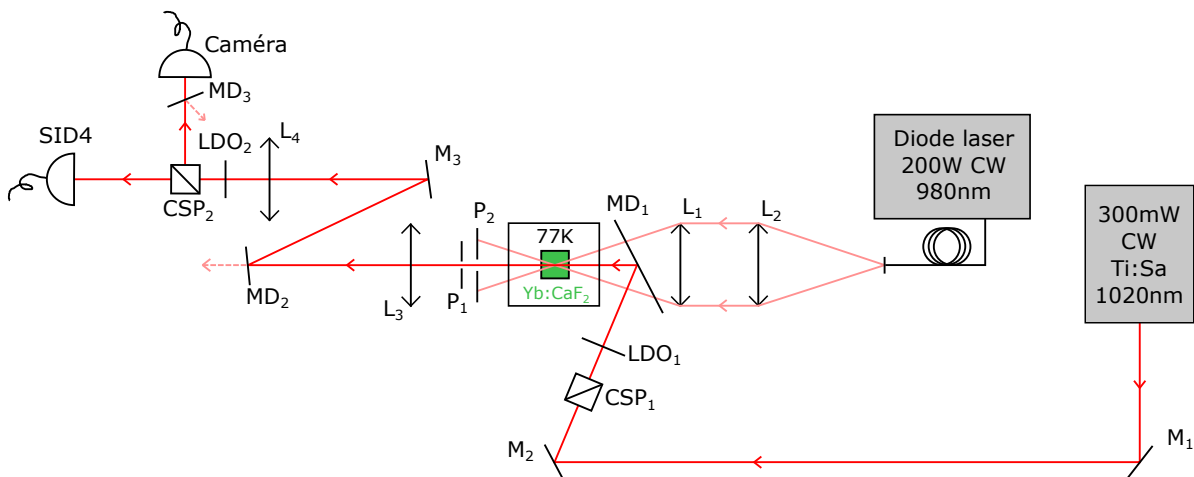 Caméra
MD₃
SID4
LDO₂
L₄
CSP₂
M₃
Diode laser
200W CW
980nm
MD₁
L₁
L₂
P₂
77K
300mW
CW
Ti:Sa
1020nm
MD₂
L₃
P₁
Yb:CaF₂
LDO₁
CSP₁
M₂
M₁